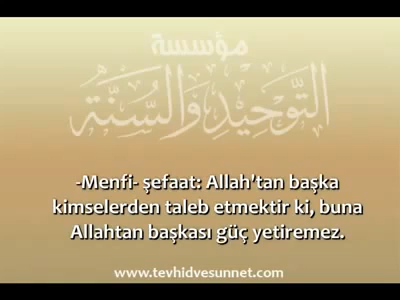 مؤسسة
التوحيد والسنة
-Menfi- şefaat: Allah'tan başka
kimselerden taleb etmektir ki, buna
Allahtan başkası güç yetiremez.
www.tevhidvesunnet.com